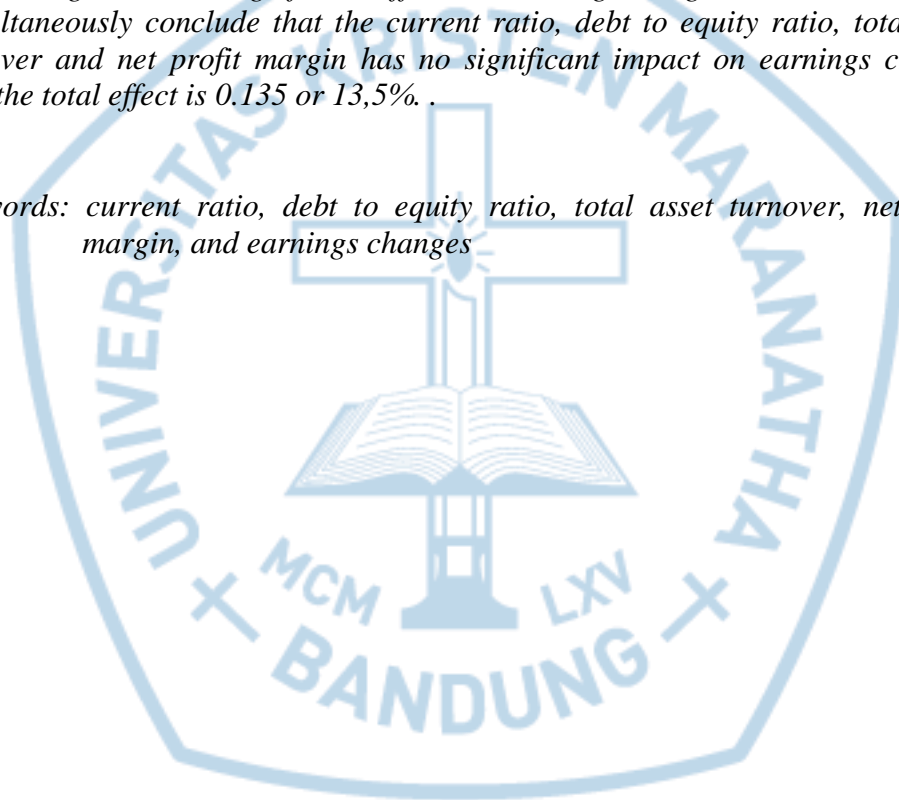 ltaneously conclude that the current ratio, debt to equity ratio, tota
ver and net profit margin has no significant impact on earnings c
the total effect is 0.135 or 13,5%. .
ords: current ratio, debt to equity ratio, total asset turnover, net
margin, and earnings changes
UNIVERSITAS KRISTEN MARANATHA
MCM LXV
BANDUNG